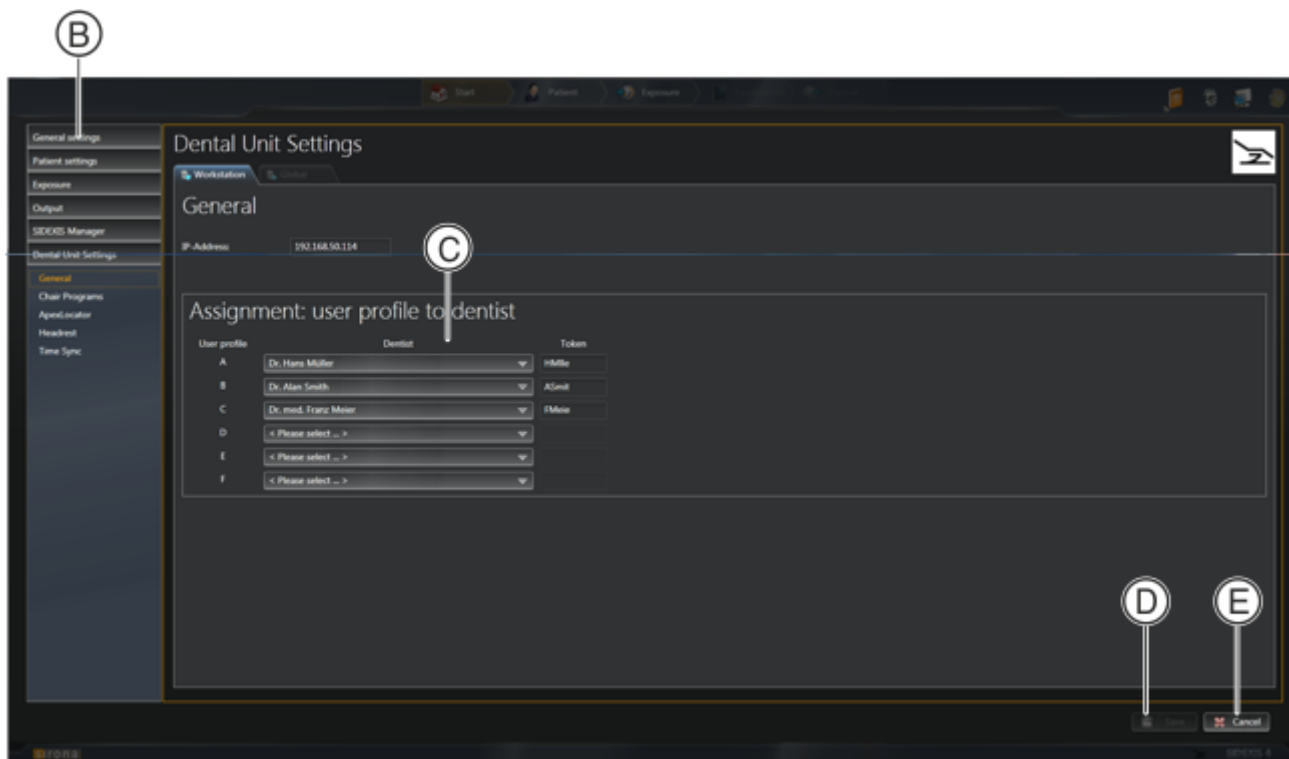 B
Start Patient Exposure
General settings
Patient settings
Exposure
Output
SIDEXIS Manager
Dental Unit Settings
General
Chair Programs
ApexLocator
Headrest
Time Sync
Dental Unit Settings
Workstation Global
General
IP-Address: 192.168.50.114
C
Assignment: user profile to dentist
User profile Dentist Token
A Dr. Hans Müller HMlle
B Dr. Alan Smith ASmit
C Dr. med. Franz Meier FMeie
D < Please select ... >
E < Please select ... >
F < Please select ... >
D E
Save Cancel
sirona SIDEXIS 4